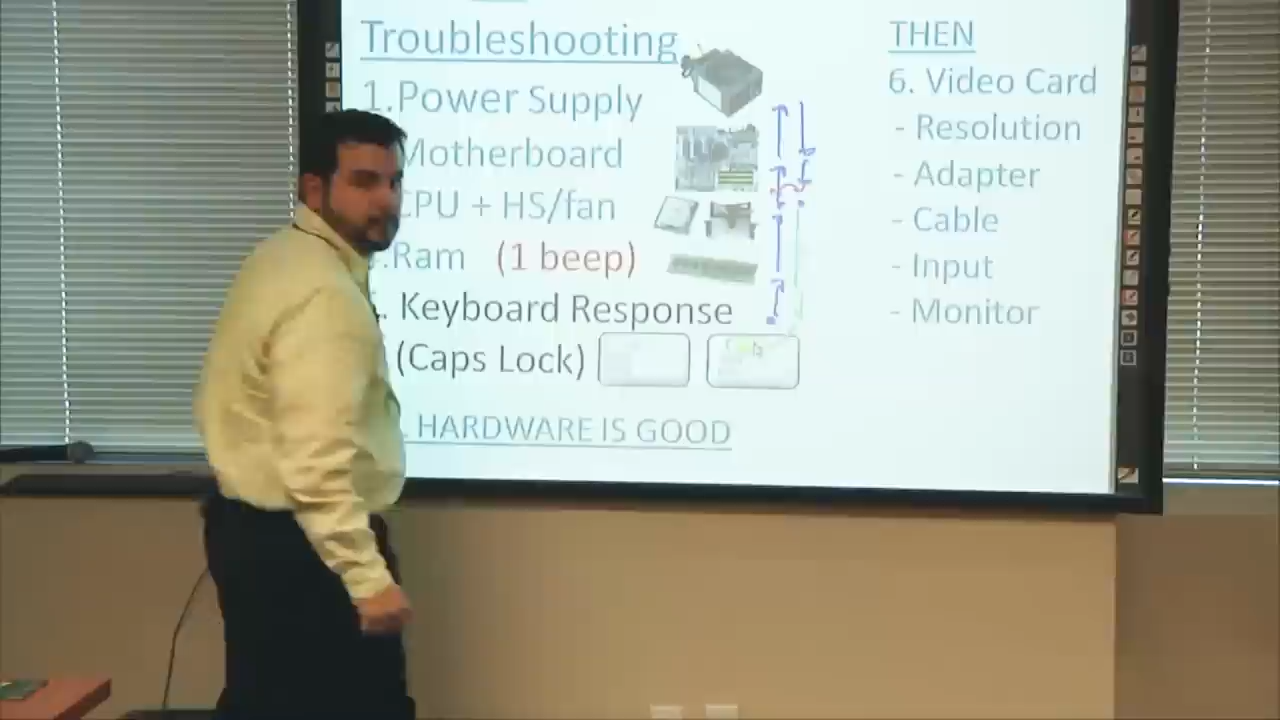 Troubleshooting
1.Power Supply
Motherboard
CPU + HS/fan
.Ram (1 beep)
. Keyboard Response
(Caps Lock)
HARDWARE IS GOOD
THEN
6. Video Card
- Resolution
- Adapter
- Cable
- Input
- Monitor